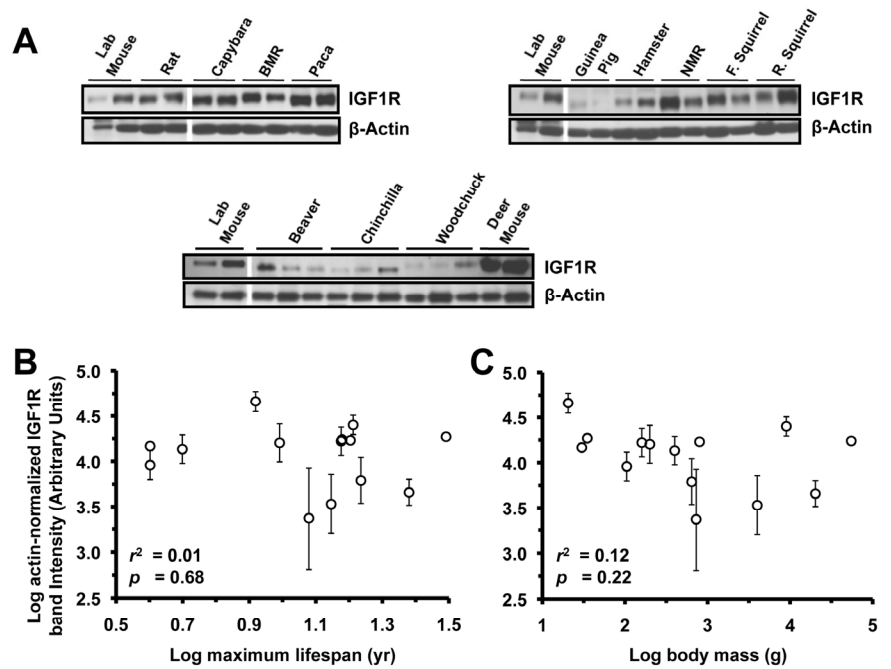 A
Lab Mouse
Rat
Capybara
BMR
Paca
IGF1R
β-Actin
Lab Mouse
Guinea Pig
Hamster
NMR
F. Squirrel
R. Squirrel
IGF1R
β-Actin
Lab Mouse
Beaver
Chinchilla
Woodchuck
Deer Mouse
IGF1R
β-Actin
B
Log actin-normalized IGF1R
band Intensity (Arbitrary Units)
5.0
4.5
4.0
3.5
3.0
2.5
r² = 0.01
p = 0.68
0.5 0.7 0.9 1.1 1.3 1.5
Log maximum lifespan (yr)
C
5.0
4.5
4.0
3.5
3.0
2.5
r² = 0.12
p = 0.22
1 2 3 4 5
Log body mass (g)